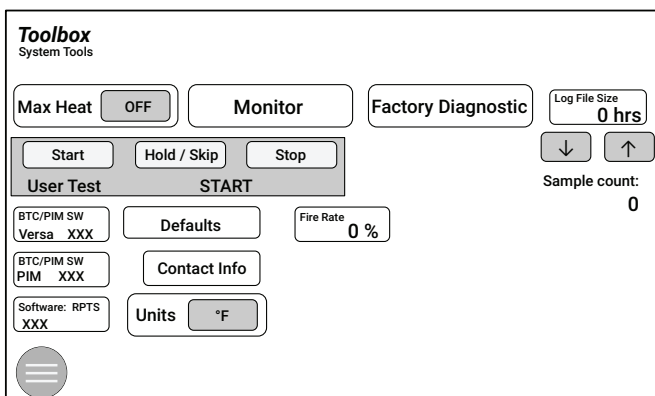 Toolbox
System Tools
Max Heat OFF
Monitor
Factory Diagnostic
Log File Size
0 hrs
Start
Hold / Skip
Stop
User Test
START
Sample count:
0
BTC/PIM SW
Versa XXX
Defaults
Fire Rate
0 %
BTC/PIM SW
PIM XXX
Contact Info
Software: RPTS
XXX
Units °F